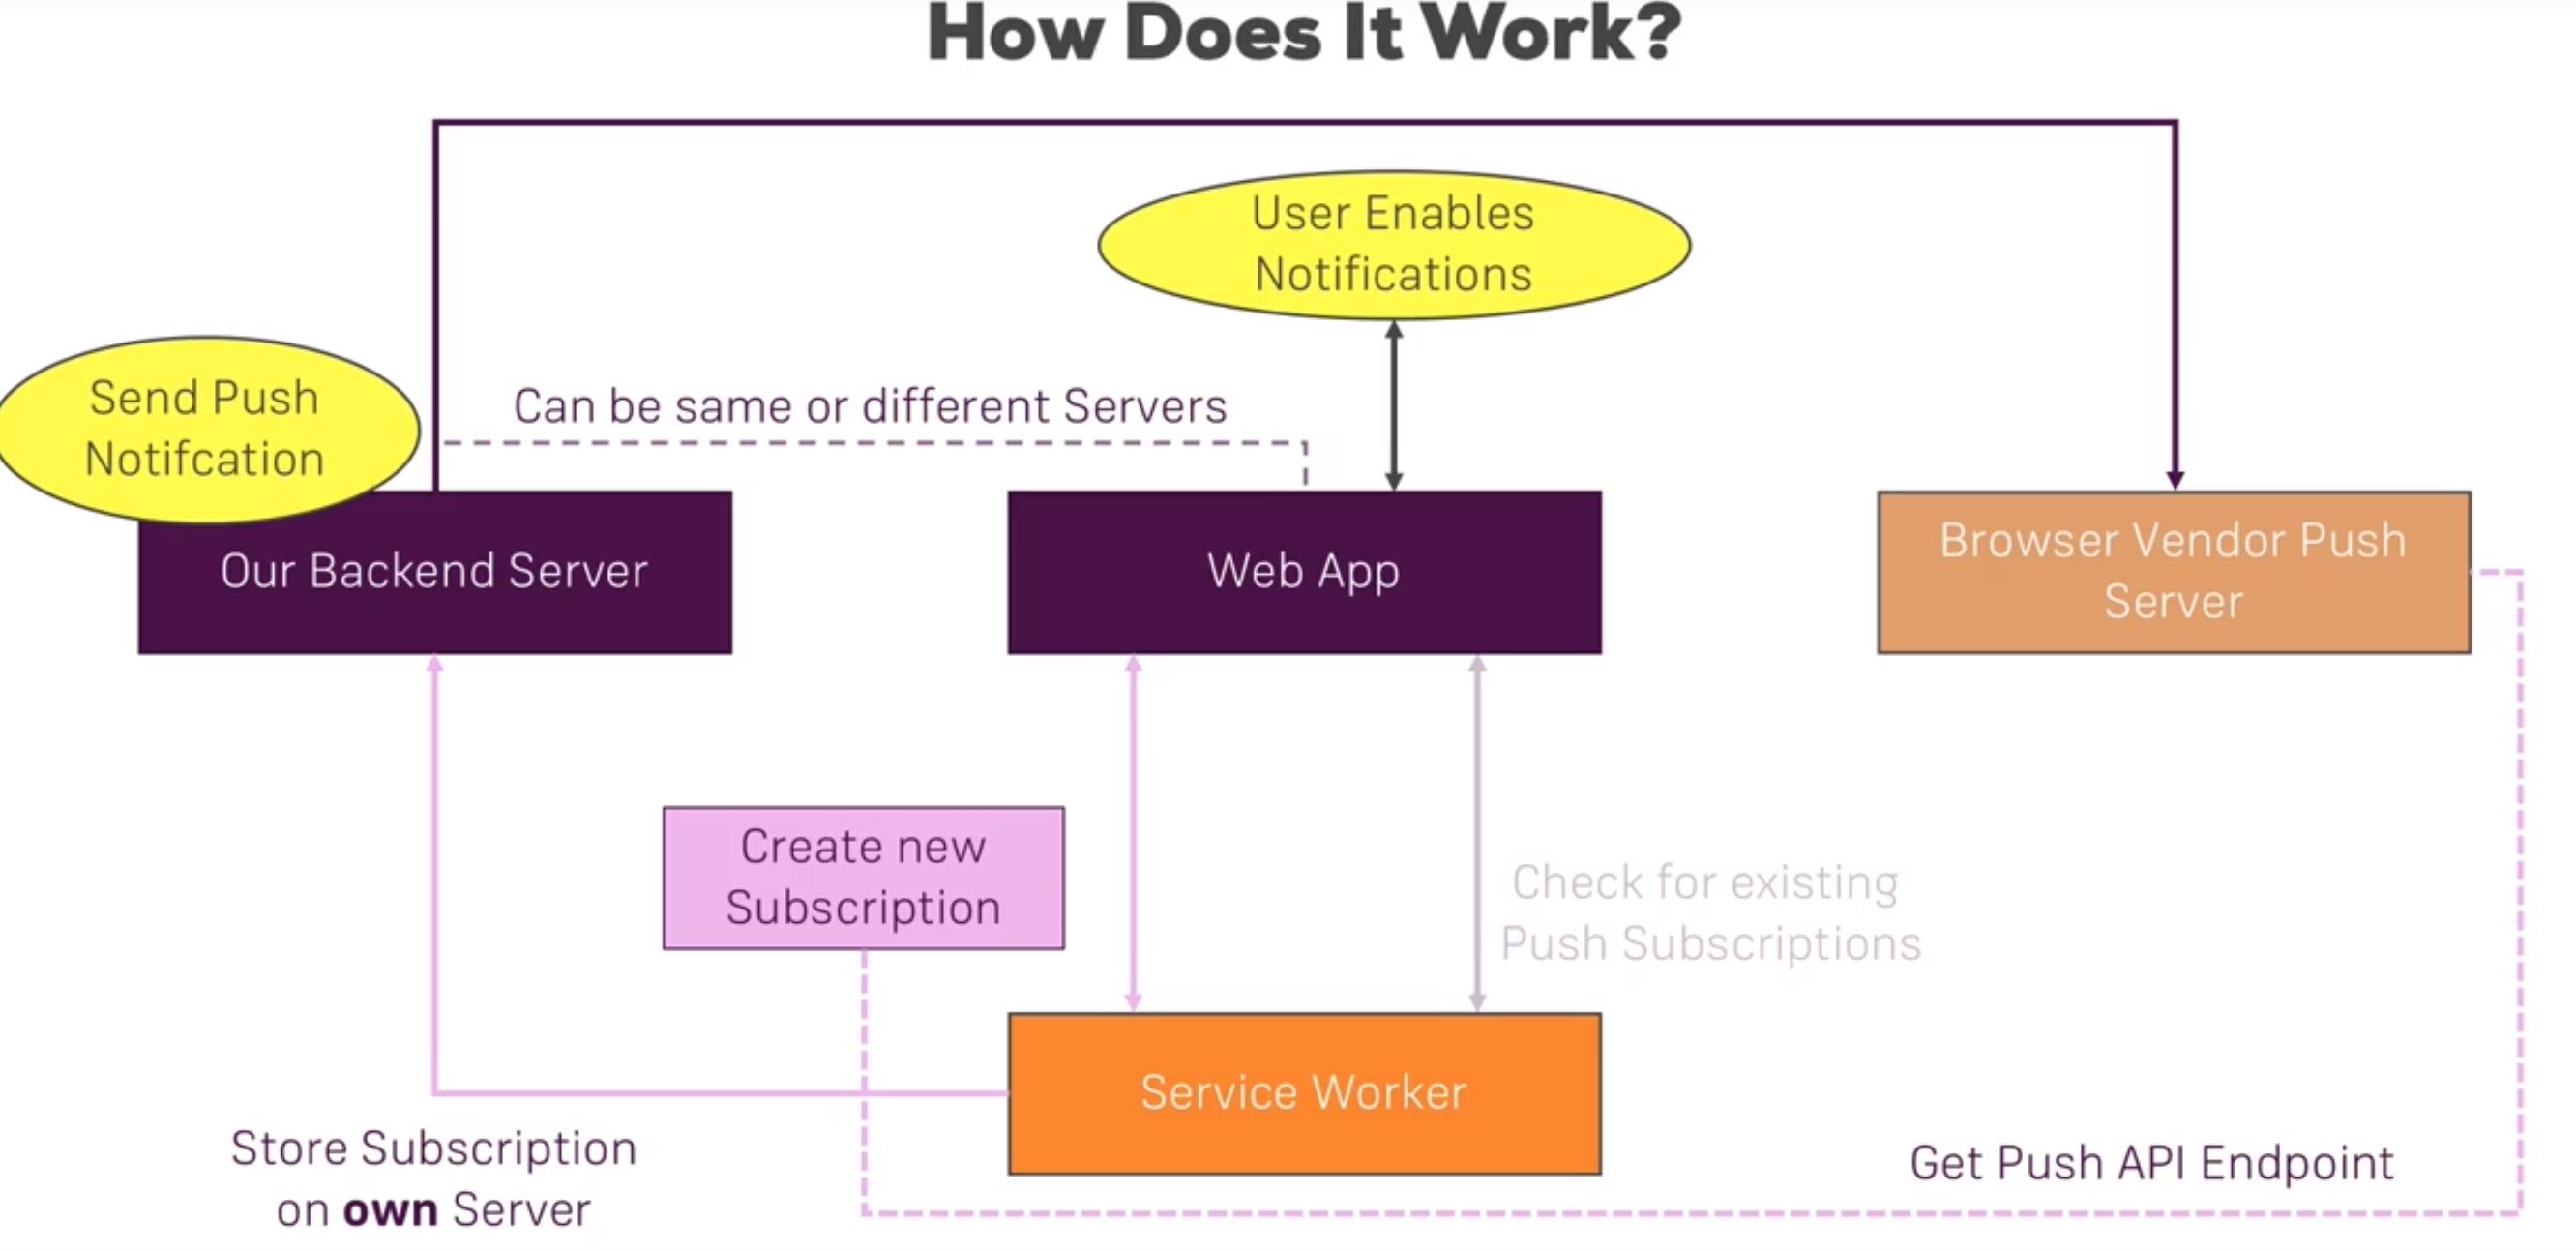 How Does It Work?
User Enables
Notifications
Send Push
Notifcation
Can be same or different Servers
Our Backend Server
Web App
Browser Vendor Push
Server
Create new
Subscription
Check for existing
Push Subscriptions
Service Worker
Store Subscription
on own Server
Get Push API Endpoint